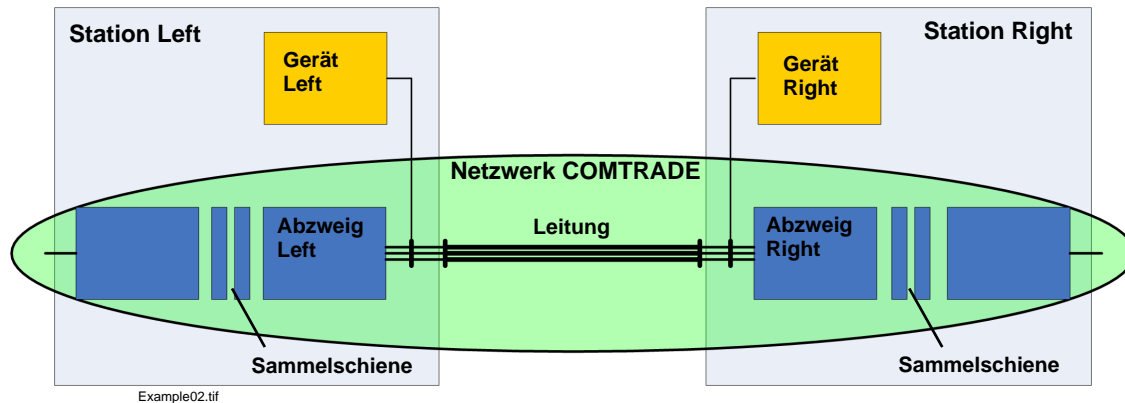 Station Left
Station Right
Gerät
Left
Gerät
Right
Netzwerk COMTRADE
Abzweig
Left
Leitung
Abzweig
Right
Sammelschiene
Sammelschiene
Example02.tif